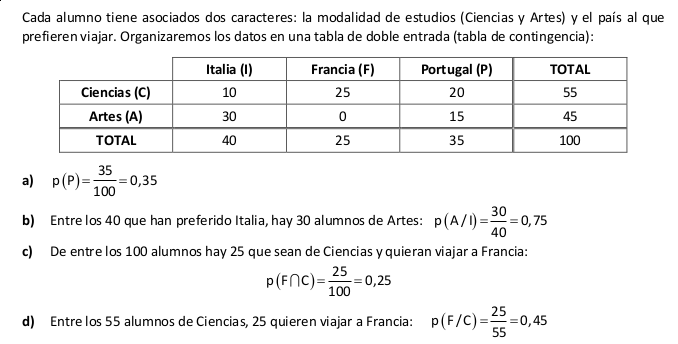 Cada alumno tiene asociados dos caracteres: la modalidad de estudios (Ciencias y Artes) y el país al que
prefieren viajar. Organizaremos los datos en una tabla de doble entrada (tabla de contingencia):
Italia (I) Francia (F) Portugal (P) TOTAL
Ciencias (C) 10 25 20 55
Artes (A) 30 0 15 45
TOTAL 40 25 35 100
a) p(P)=35/100=0,35
b) Entre los 40 que han preferido Italia, hay 30 alumnos de Artes: p(A/I)=30/40=0,75
c) De entre los 100 alumnos hay 25 que sean de Ciencias y quieran viajar a Francia:
p(F∩C)=25/100=0,25
d) Entre los 55 alumnos de Ciencias, 25 quieren viajar a Francia: p(F/C)=25/55=0,45